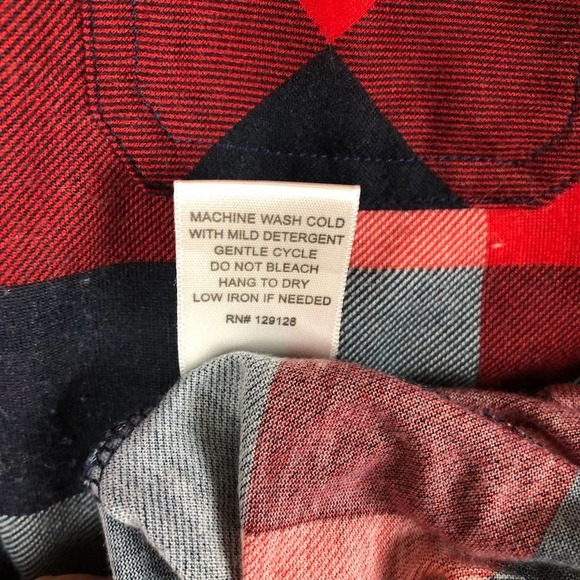 MACHINE WASH COLD
WITH MILD DETERGENT
GENTLE CYCLE
DO NOT BLEACH
HANG TO DRY
LOW IRON IF NEEDED
RN# 129128